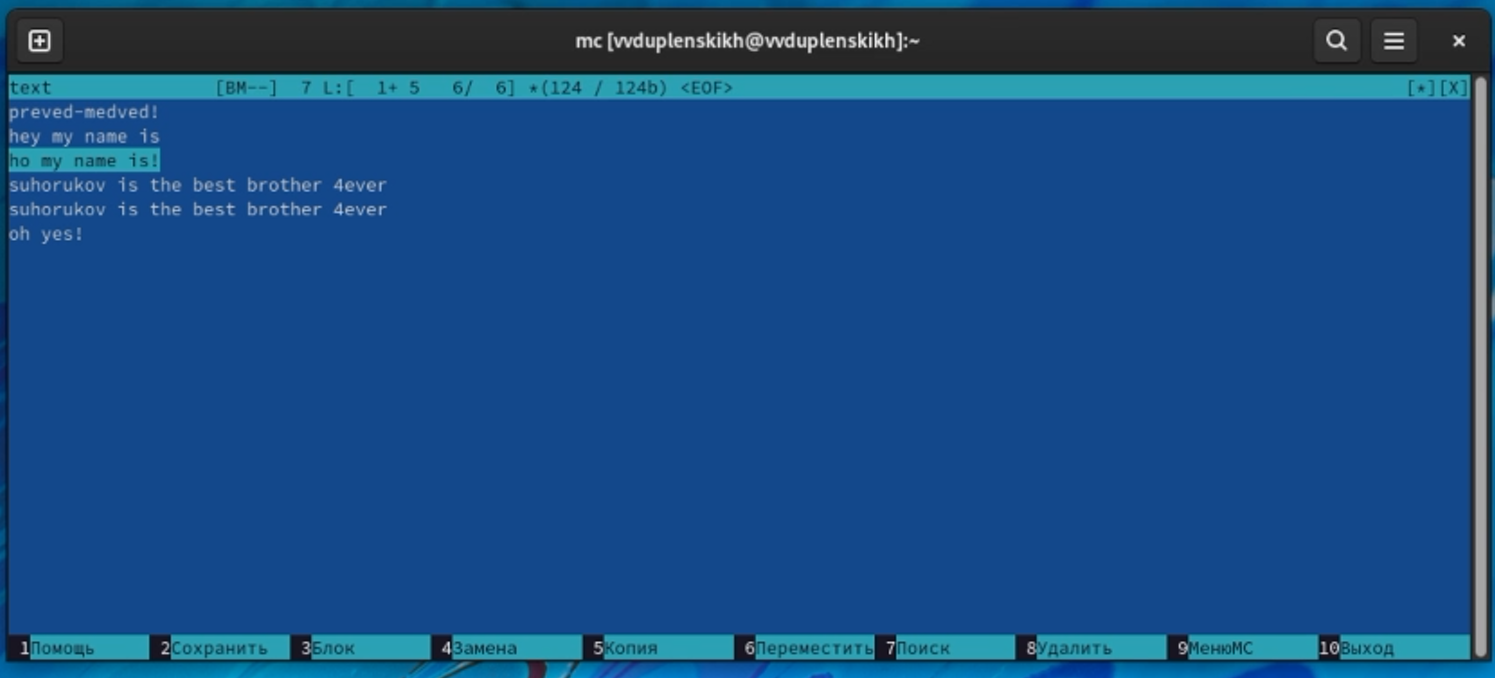 mc [vvduplenskikh@vvduplenskikh]:~
text [BM--] 7 L:[ 1+ 5 6/ 6] *(124 / 124b) <EOF> [*][X]
preved-medved!
hey my name is
ho my name is!
suhorukov is the best brother 4ever
suhorukov is the best brother 4ever
oh yes!
1Помощь 2Сохранить 3Блок 4Замена 5Копия 6Переместить 7Поиск 8Удалить 9МенюMC 10Выход